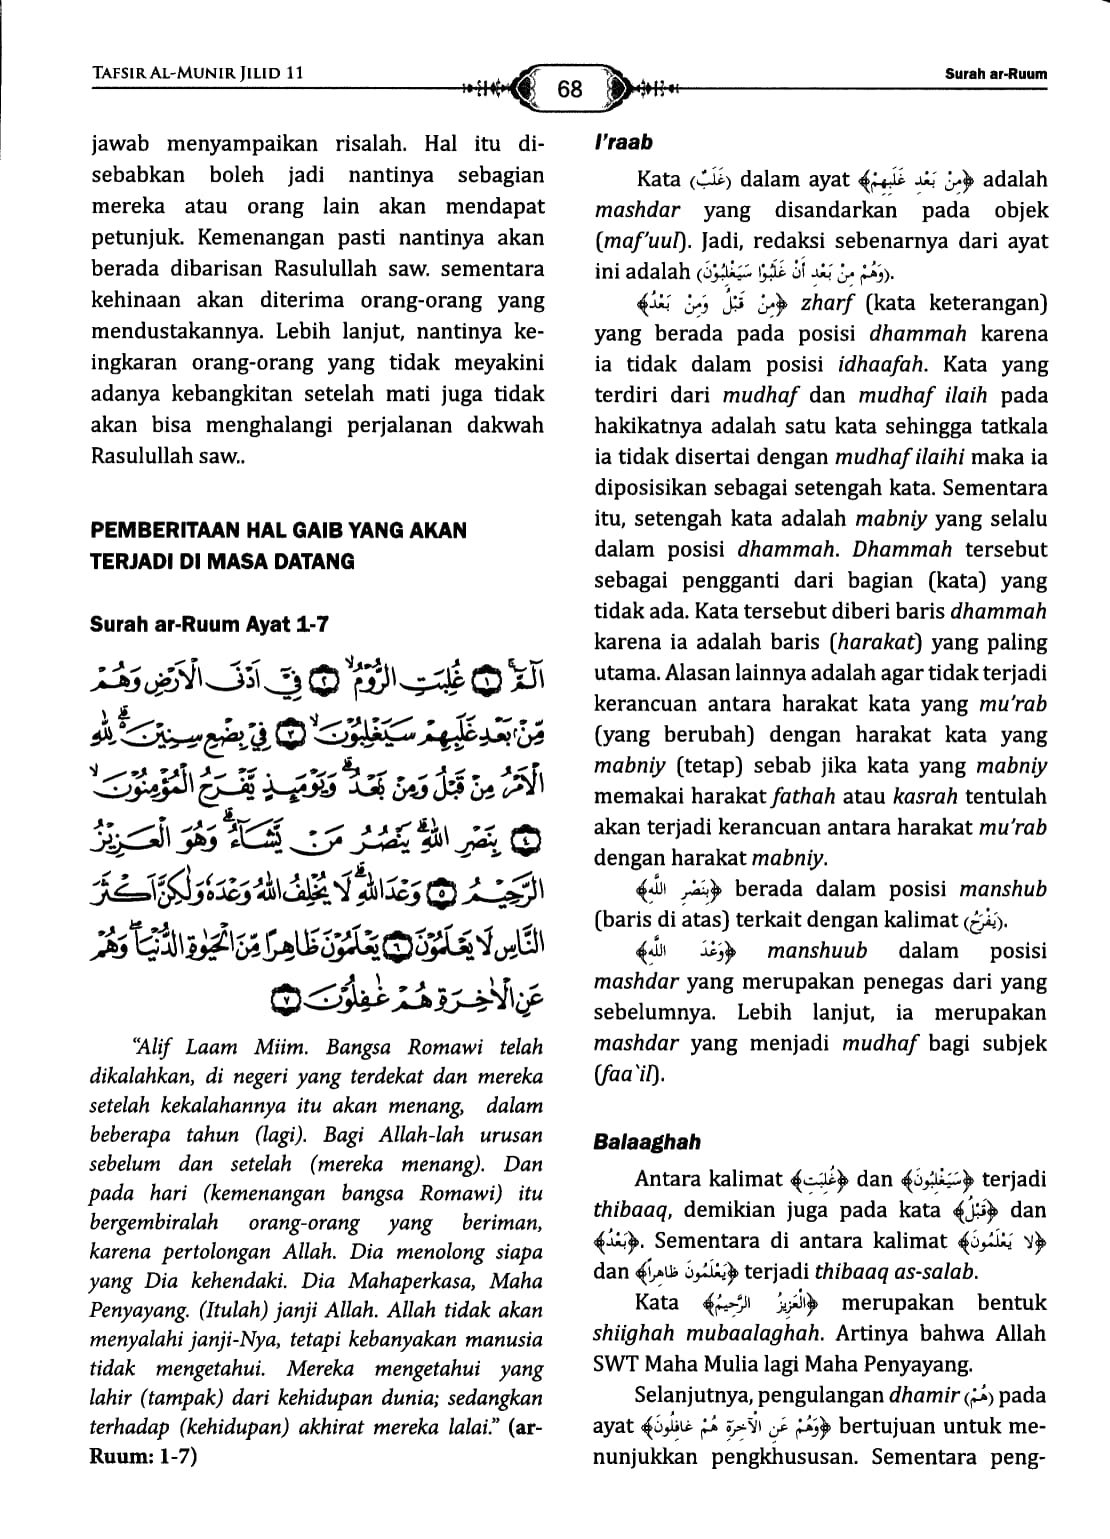 TAFSIR AL-MUNIR JILID 11
68
Surah ar-Ruum
jawab menyampaikan risalah. Hal itu di-
sebabkan boleh jadi nantinya sebagian
mereka atau orang lain akan mendapat
petunjuk. Kemenangan pasti nantinya akan
berada dibarisan Rasulullah saw. sementara
kehinaan akan diterima orang-orang yang
mendustakannya. Lebih lanjut, nantinya ke-
ingkaran orang-orang yang tidak meyakini
adanya kebangkitan setelah mati juga tidak
akan bisa menghalangi perjalanan dakwah
Rasulullah saw..
PEMBERITAAN HAL GAIB YANG AKAN
TERJADI DI MASA DATANG
Surah ar-Ruum Ayat 1-7
الۤمّۤ ۚ ١ غُلِبَتِ الرُّوْمُۙ ٢ فِيْٓ اَدْنَى الْاَرْضِ وَهُمْ
مِّنْۢ بَعْدِ غَلَبِهِمْ سَيَغْلِبُوْنَۙ ٣ فِيْ بِضْعِ سِنِيْنَ ۗ لِلّٰهِ
الْاَمْرُ مِنْ قَبْلُ وَمِنْۢ بَعْدُ ۗ وَيَوْمَىِٕذٍ يَّفْرَحُ الْمُؤْمِنُوْنَۙ
٤ بِنَصْرِ اللّٰهِ ۗ يَنْصُرُ مَنْ يَّشَاۤءُ ۗ وَهُوَ الْعَزِيْزُ
الرَّحِيْمُ ٥ وَعْدَ اللّٰهِ ۗ لَا يُخْلِفُ اللّٰهُ وَعْدَهٗ وَلٰكِنَّ اَكْثَرَ
النَّاسِ لَا يَعْلَمُوْنَ ٦ يَعْلَمُوْنَ ظَاهِرًا مِّنَ الْحَيٰوةِ الدُّنْيَا ۖ وَهُمْ
عَنِ الْاٰخِرَةِ هُمْ غٰفِلُوْنَ ٧
“Alif Laam Miim. Bangsa Romawi telah
dikalahkan, di negeri yang terdekat dan mereka
setelah kekalahannya itu akan menang, dalam
beberapa tahun (lagi). Bagi Allah-lah urusan
sebelum dan setelah (mereka menang). Dan
pada hari (kemenangan bangsa Romawi) itu
bergembiralah orang-orang yang beriman,
karena pertolongan Allah. Dia menolong siapa
yang Dia kehendaki. Dia Mahaperkasa, Maha
Penyayang. (Itulah) janji Allah. Allah tidak akan
menyalahi janji-Nya, tetapi kebanyakan manusia
tidak mengetahui. Mereka mengetahui yang
lahir (tampak) dari kehidupan dunia; sedangkan
terhadap (kehidupan) akhirat mereka lalai.” (ar-
Ruum: 1-7)
I’raab
Kata (غَلَبٌ) dalam ayat ﴿مِنْ بَعْدِ غَلَبِهِمْ﴾ adalah
mashdar yang disandarkan pada objek
(maf’uul). Jadi, redaksi sebenarnya dari ayat
ini adalah (وَهُمْ مِنْ بَعْدِ أَنْ غُلِبُوْا سَيَغْلِبُوْنَ).
﴿مِنْ قَبْلُ وَمِنْ بَعْدُ﴾ zharf (kata keterangan)
yang berada pada posisi dhammah karena
ia tidak dalam posisi idhaafah. Kata yang
terdiri dari mudhaf dan mudhaf ilaih pada
hakikatnya adalah satu kata sehingga tatkala
ia tidak disertai dengan mudhaf ilaihi maka ia
diposisikan sebagai setengah kata. Sementara
itu, setengah kata adalah mabniy yang selalu
dalam posisi dhammah. Dhammah tersebut
sebagai pengganti dari bagian (kata) yang
tidak ada. Kata tersebut diberi baris dhammah
karena ia adalah baris (harakat) yang paling
utama. Alasan lainnya adalah agar tidak terjadi
kerancuan antara harakat kata yang mu’rab
(yang berubah) dengan harakat kata yang
mabniy (tetap) sebab jika kata yang mabniy
memakai harakat fathah atau kasrah tentulah
akan terjadi kerancuan antara harakat mu’rab
dengan harakat mabniy.
﴿بِنَصْرِ اللَّهِ﴾ berada dalam posisi manshub
(baris di atas) terkait dengan kalimat (يَفْرَحُ).
﴿وَعْدَ اللَّهِ﴾ manshuub dalam posisi
mashdar yang merupakan penegas dari yang
sebelumnya. Lebih lanjut, ia merupakan
mashdar yang menjadi mudhaf bagi subjek
(faa`il).
Balaaghah
Antara kalimat ﴿غُلِبَتِ﴾ dan ﴿سَيَغْلِبُونَ﴾ terjadi
thibaaq, demikian juga pada kata ﴿قَبْلُ﴾ dan
﴿بَعْدُ﴾. Sementara di antara kalimat ﴿لَا يَعْلَمُونَ﴾
dan ﴿يَعْلَمُونَ ظَاهِراً﴾ terjadi thibaaq as-salab.
Kata ﴿الْعَزِيزُ الرَّحِيمُ﴾ merupakan bentuk
shiighah mubaalaghah. Artinya bahwa Allah
SWT Maha Mulia lagi Maha Penyayang.
Selanjutnya, pengulangan dhamir (هُمْ) pada
ayat ﴿وَهُمْ عَنِ الْآخِرَةِ هُمْ غَافِلُونَ﴾ bertujuan untuk me-
nunjukkan pengkhususan. Sementara peng-